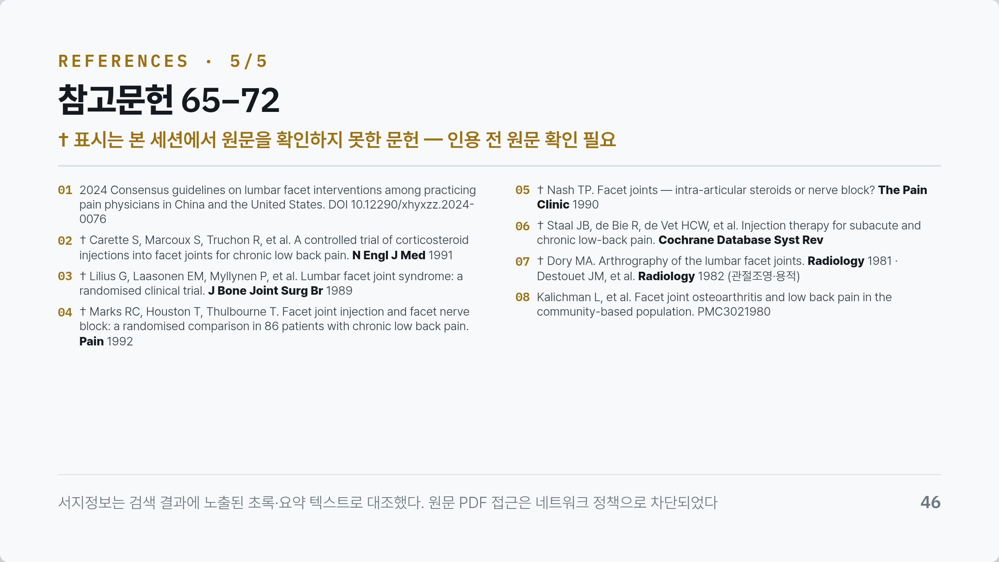 REFERENCES · 5/5
참고문헌 65–72
† 표시는 본 세션에서 원문을 확인하지 못한 문헌 — 인용 전 원문 확인 필요
01 2024 Consensus guidelines on lumbar facet interventions among practicing
pain physicians in China and the United States. DOI 10.12290/xhyxzz.2024-
0076
02 † Carette S, Marcoux S, Truchon R, et al. A controlled trial of corticosteroid
injections into facet joints for chronic low back pain. N Engl J Med 1991
03 † Lilius G, Laasonen EM, Myllynen P, et al. Lumbar facet joint syndrome: a
randomised clinical trial. J Bone Joint Surg Br 1989
04 † Marks RC, Houston T, Thulbourne T. Facet joint injection and facet nerve
block: a randomised comparison in 86 patients with chronic low back pain.
Pain 1992
05 † Nash TP. Facet joints — intra-articular steroids or nerve block? The Pain
Clinic 1990
06 † Staal JB, de Bie R, de Vet HCW, et al. Injection therapy for subacute and
chronic low-back pain. Cochrane Database Syst Rev
07 † Dory MA. Arthrography of the lumbar facet joints. Radiology 1981 ·
Destouet JM, et al. Radiology 1982 (관절조영·용적)
08 Kalichman L, et al. Facet joint osteoarthritis and low back pain in the
community-based population. PMC3021980
서지정보는 검색 결과에 노출된 초록·요약 텍스트로 대조했다. 원문 PDF 접근은 네트워크 정책으로 차단되었다
46